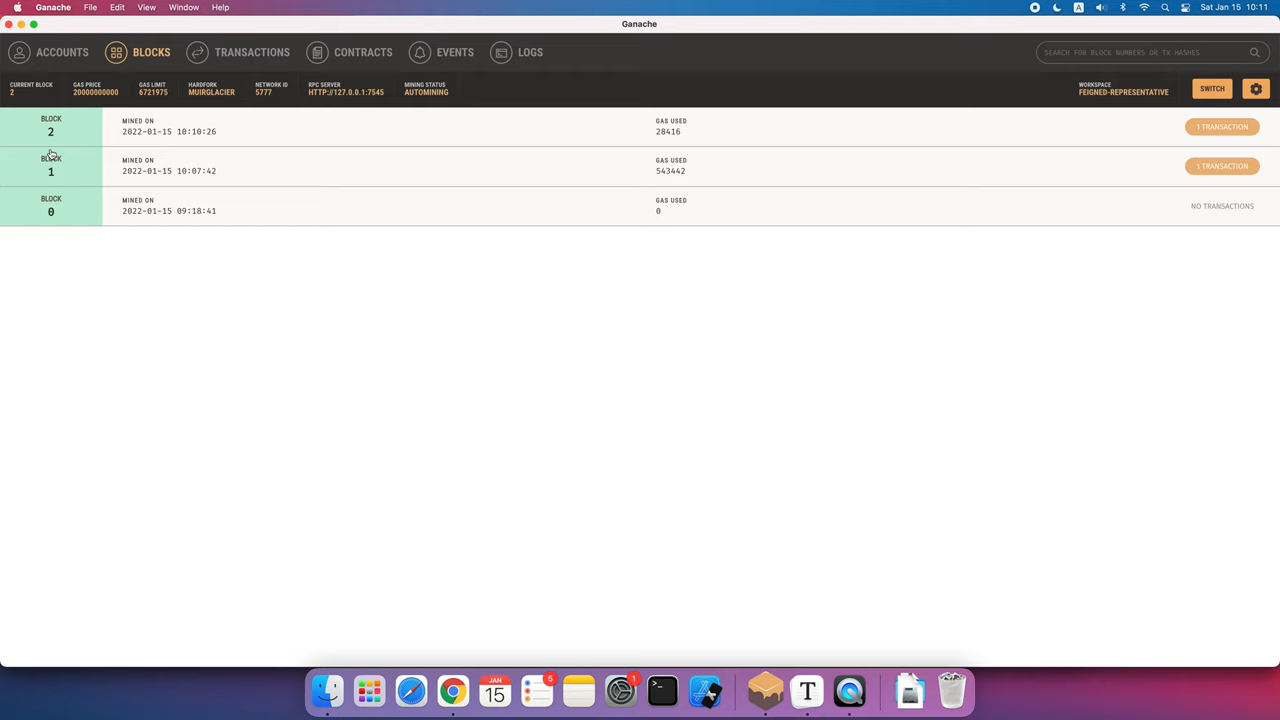 Ganache File Edit View Window Help A Sat Jan 15 10:11
Ganache
ACCOUNTS BLOCKS TRANSACTIONS CONTRACTS EVENTS LOGS SEARCH FOR BLOCK NUMBERS OR TX HASHES
CURRENT BLOCK GAS PRICE GAS LIMIT HARDFORK NETWORK ID RPC SERVER MINING STATUS WORKSPACE SWITCH
2 20000000000 6721975 MUIRGLACIER 5777 HTTP://127.0.0.1:7545 AUTOMINING FEIGNED-REPRESENTATIVE
BLOCK MINED ON GAS USED 1 TRANSACTION
2 2022-01-15 10:10:26 28416
BLOCK MINED ON GAS USED 1 TRANSACTION
1 2022-01-15 10:07:42 543442
BLOCK MINED ON GAS USED NO TRANSACTIONS
0 2022-01-15 09:18:41 0
JAN 5 1
15 >_ T